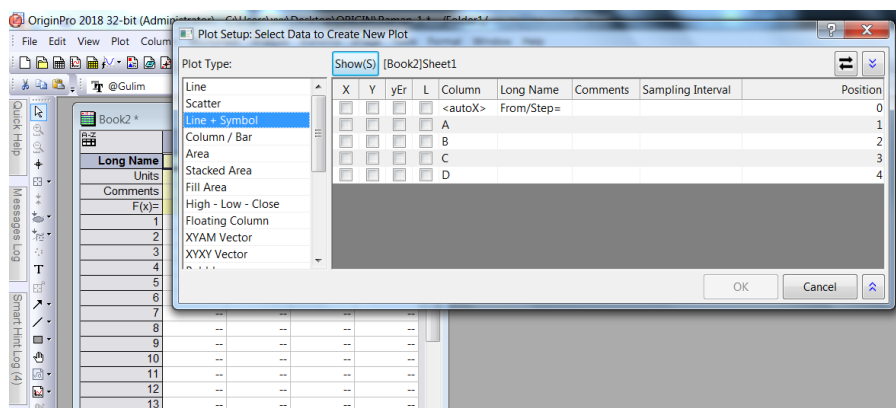 OriginPro 2018 32-bit (Admi
Plot Setup: Select Data to Create New Plot
? X
File Edit View Plot Colum
@Gulim
Plot Type:
Show(S) [Book2]Sheet1
Line
Scatter
Line + Symbol
Column / Bar
Area
Stacked Area
Fill Area
High - Low - Close
Floating Column
XYAM Vector
XYXY Vector
X Y yEr L Column Long Name Comments Sampling Interval Position
<autoX> From/Step= 0
A 1
B 2
C 3
D 4
OK Cancel
Quick Help
Messages Log
Smart Hint Log (4)
T
Book2 *
A-Z
Long Name
Units
Comments
F(x)=
1
2
3
4
5
6
7 -- -- -- --
8 -- -- -- --
9 -- -- -- --
10 -- -- -- --
11 -- -- -- --
12 -- -- -- --
13 -- -- -- --